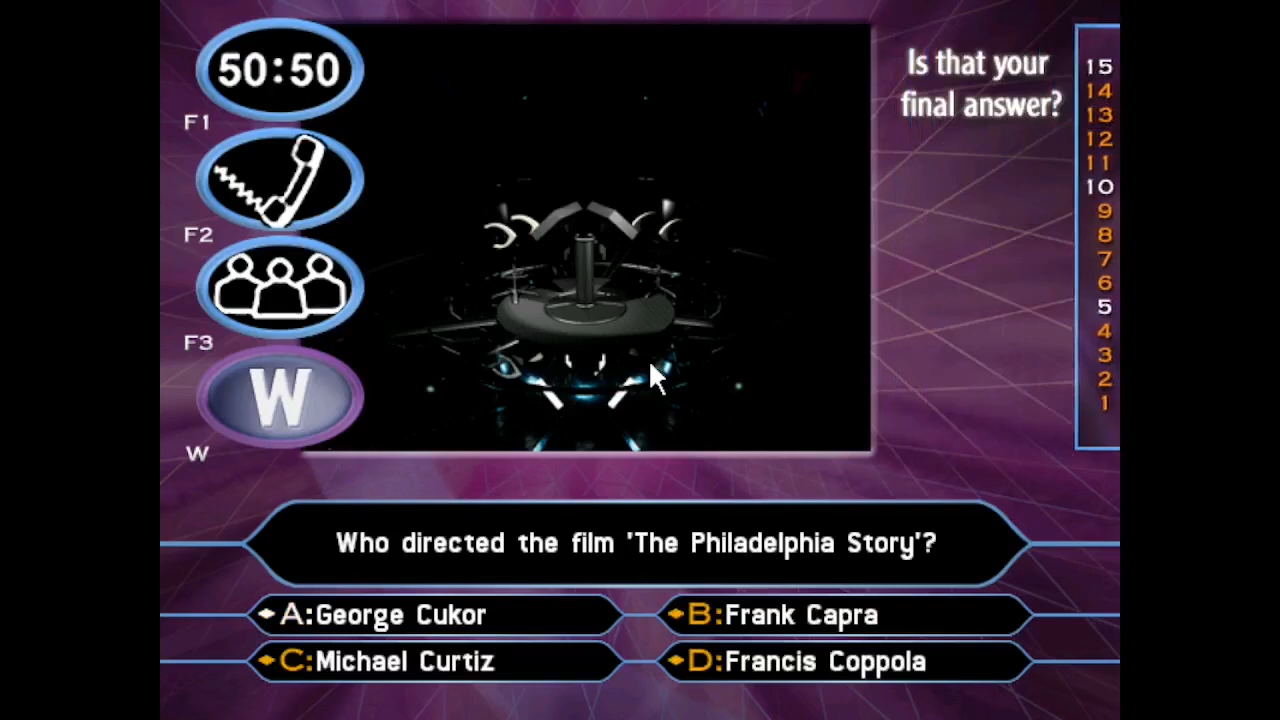 50:50
F1
F2
F3
W
W
Is that your
final answer?
15
14
13
12
11
10
9
8
7
6
5
4
3
2
1
Who directed the film 'The Philadelphia Story'?
A:George Cukor
B:Frank Capra
C:Michael Curtiz
D:Francis Coppola